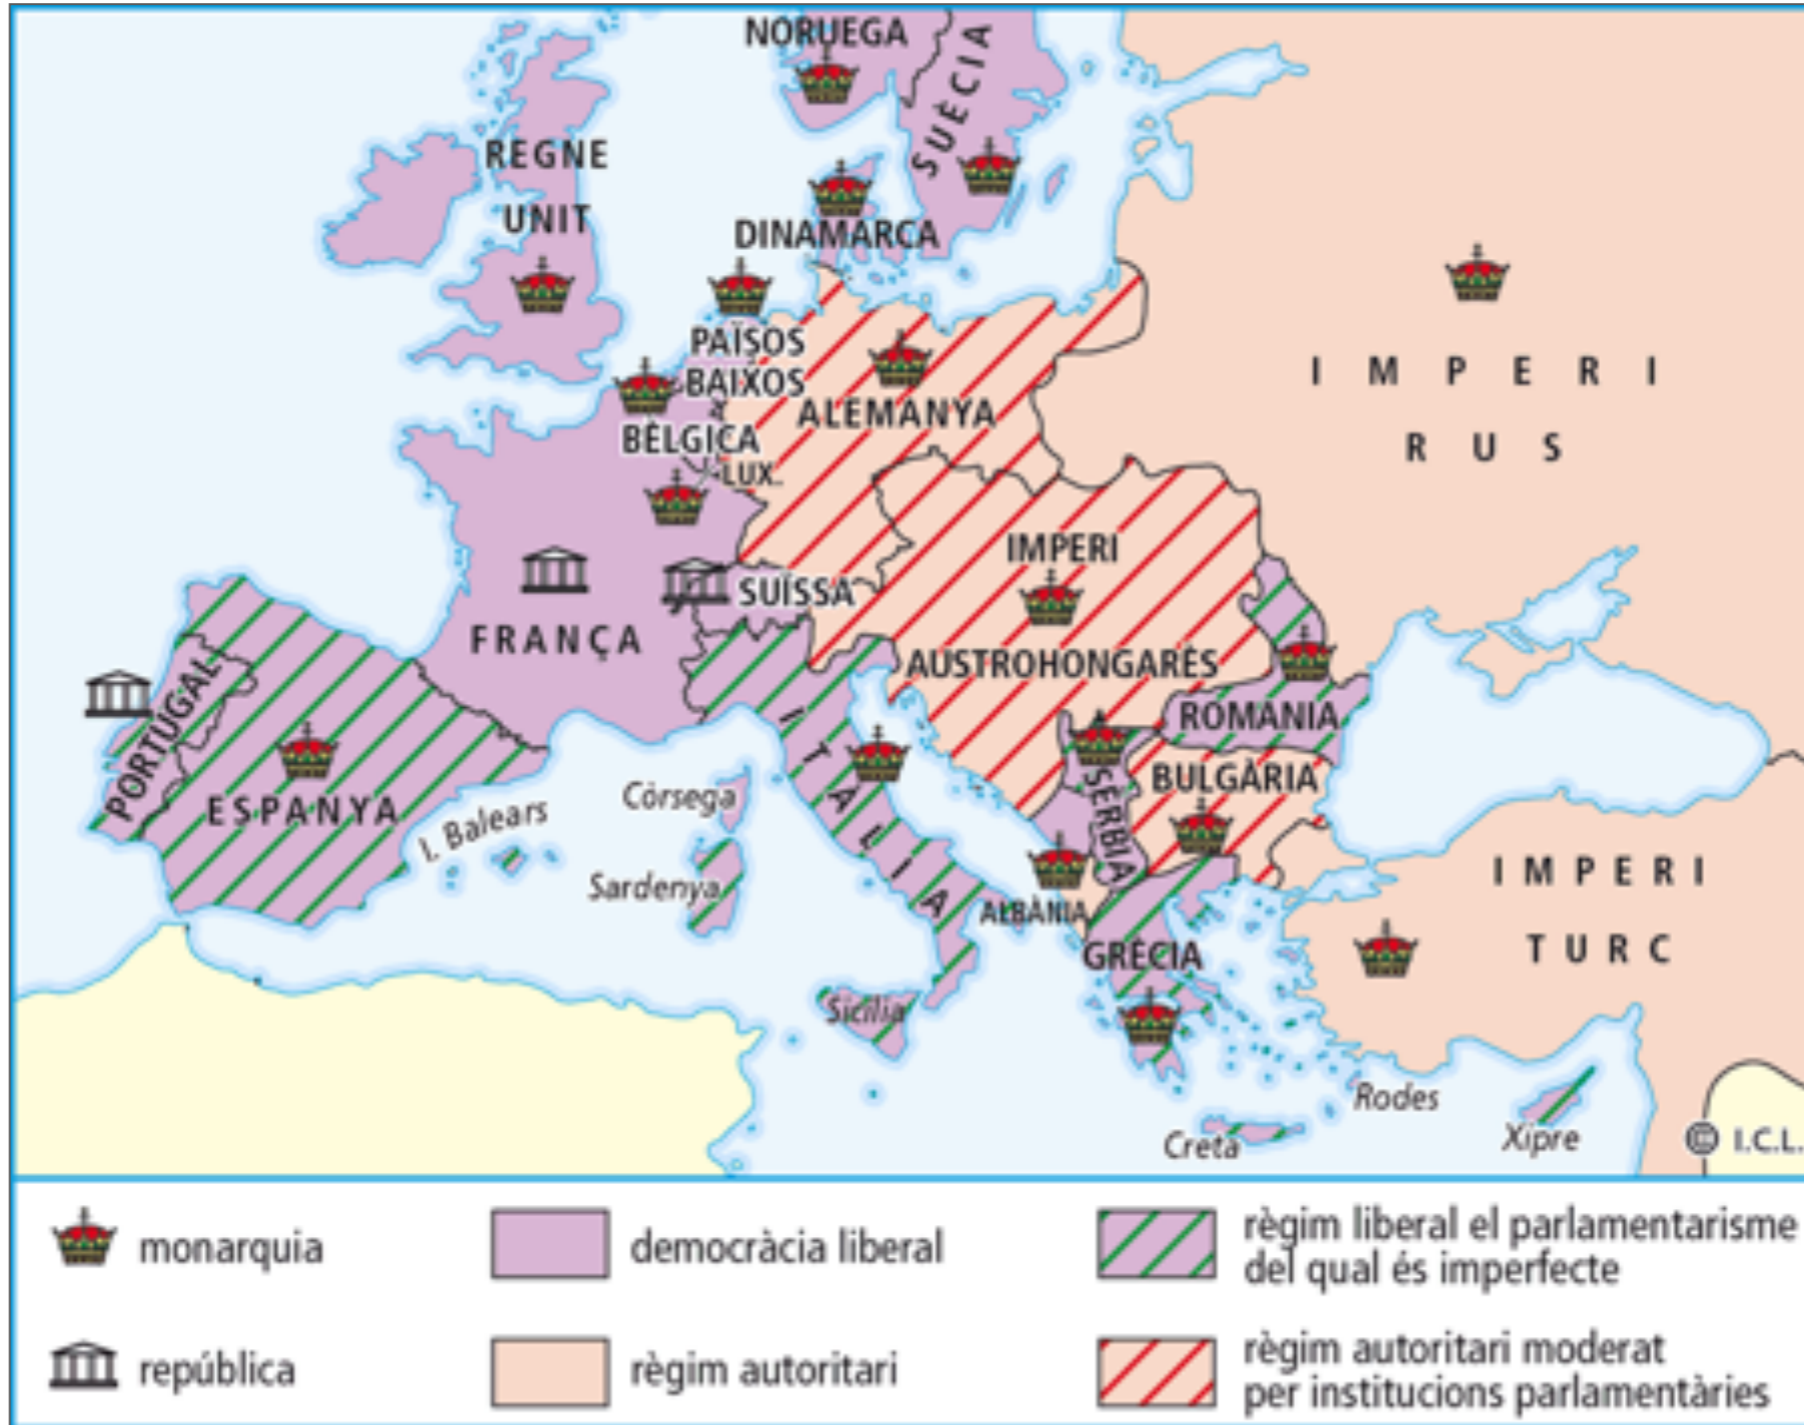 NORUEGA
SUÈCIA
REGNE
UNIT
DINAMARCA
PAÏSOS
BAIXOS
ALEMANYA
BÈLGICA
LUX.
IMPERI
RUS
IMPERI
AUSTROHONGARÈS
SUÏSSA
FRANÇA
PORTUGAL
ESPANYA
I. Balears
Còrsega
Sardenya
ITÀLIA
Sicília
ROMANIA
SÈRBIA
BULGÀRIA
ALBÀNIA
GRÈCIA
IMPERI
TURC
Rodes
Creta
Xipre
© I.C.L.
monarquia
democràcia liberal
règim liberal el parlamentarisme
del qual és imperfecte
república
règim autoritari
règim autoritari moderat
per institucions parlamentàries